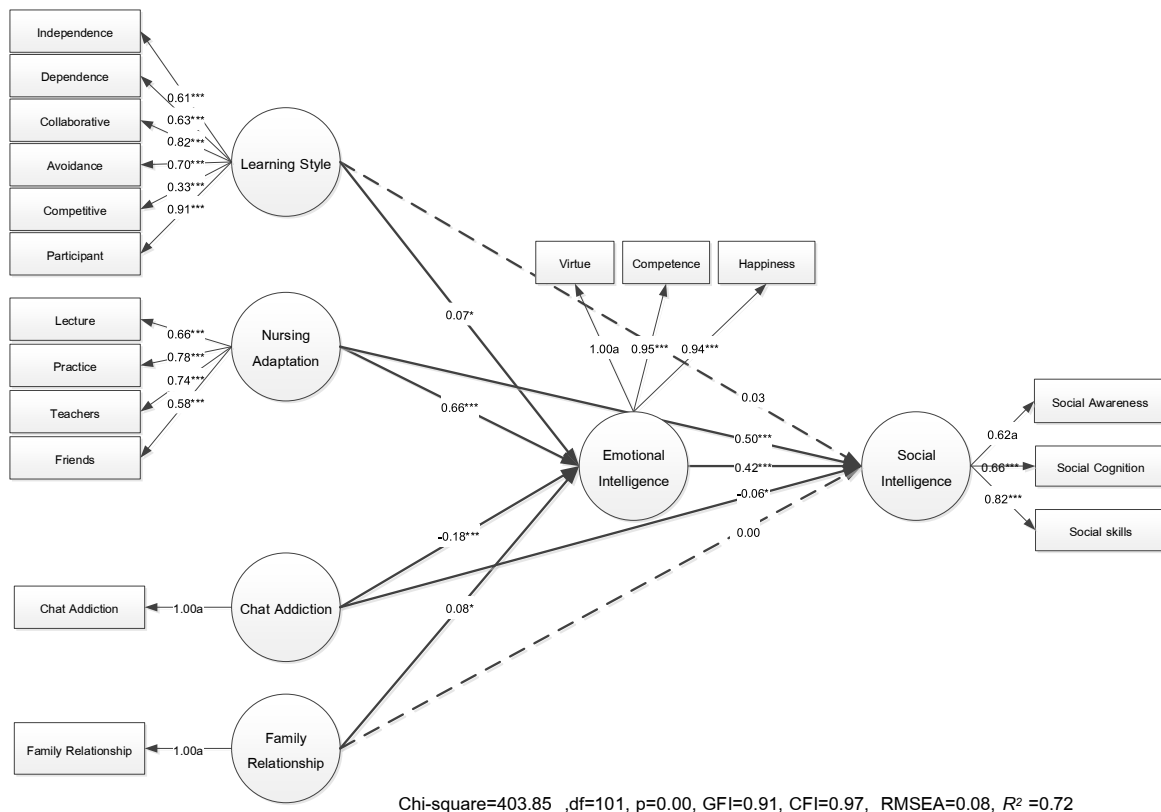 Independence
Dependence
Collaborative
Avoidance
Competitive
Participant
0.61***
0.63***
0.82***
0.70***
0.33***
0.91***
Learning Style
Lecture
Practice
Teachers
Friends
0.66***
0.78***
0.74***
0.58***
Nursing
Adaptation
Chat Addiction
1.00a
Chat Addiction
Family Relationship
1.00a
Family
Relationship
0.07*
0.66***
-0.18***
0.08*
Virtue
Competence
Happiness
1.00a
0.95***
0.94***
Emotional
Intelligence
0.03
0.50***
0.42***
-0.06*
0.00
Social
Intelligence
0.62a
0.66***
0.82***
Social Awareness
Social Cognition
Social skills
Chi-square=403.85 ,df=101, p=0.00, GFI=0.91, CFI=0.97, RMSEA=0.08, R² =0.72